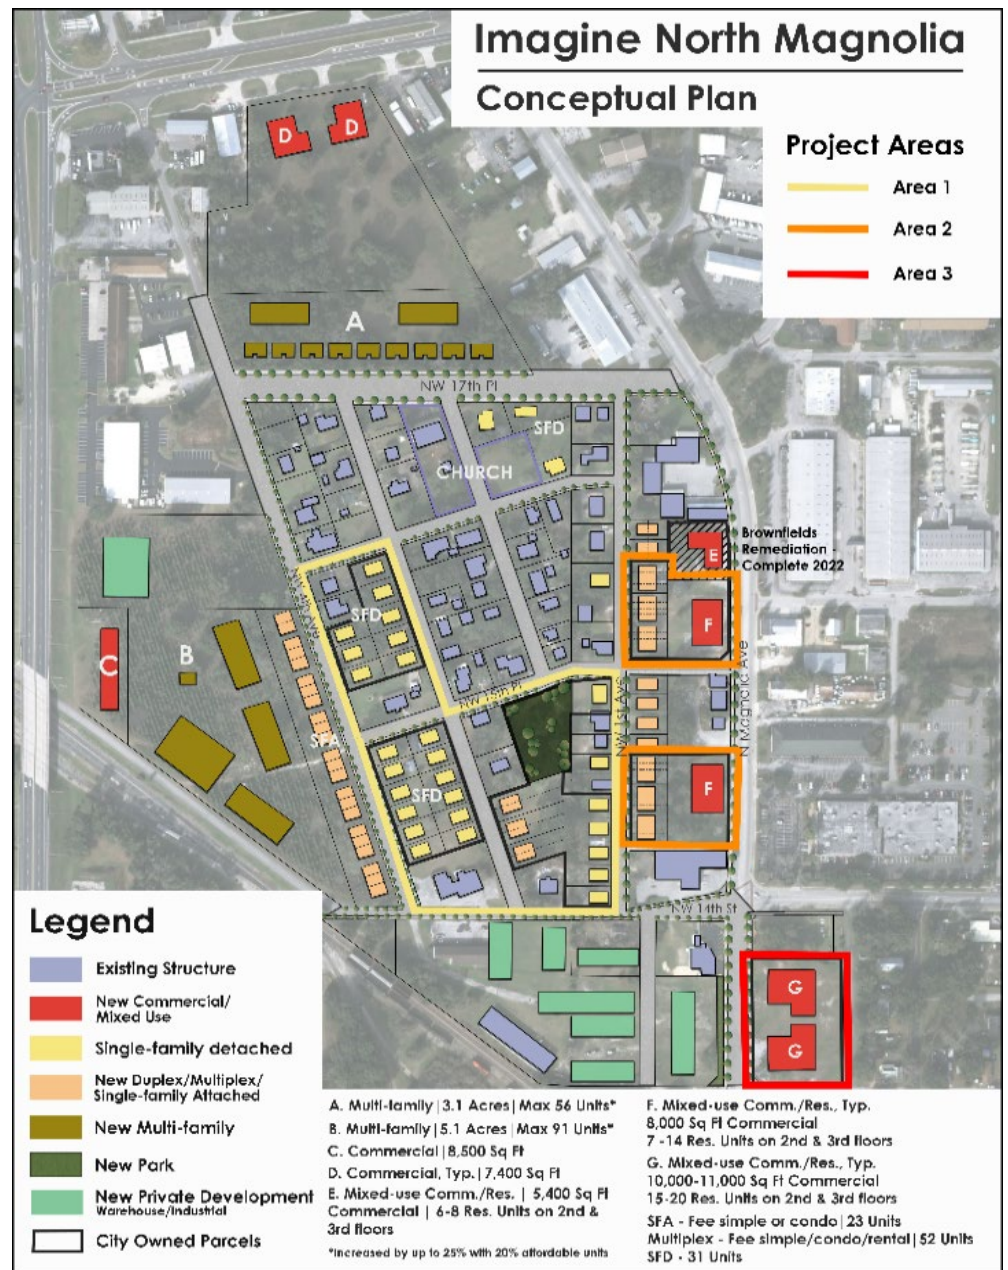 Imagine North Magnolia
Conceptual Plan
Project Areas
Area 1
Area 2
Area 3
D
D
A
NW 17th Pl
SFD
CHURCH
Brownfields
Remediation -
Complete 2022
E
SFD
F
C
B
SFA
NW 15th Pl
NW 1st Ave
N Magnolia Ave
SFD
F
NW 14th St
G
G
Legend
Existing Structure
New Commercial/
Mixed Use
Single-family detached
New Duplex/Multiplex/
Single-family Attached
New Multi-family
New Park
New Private Development
Warehouse/Industrial
City Owned Parcels
A. Multi-family | 3.1 Acres | Max 56 Units*
B. Multi-family | 5.1 Acres | Max 91 Units*
C. Commercial | 8,500 Sq Ft
D. Commercial, Typ. | 7,400 Sq Ft
E. Mixed-use Comm./Res. | 5,400 Sq Ft
Commercial | 6-8 Res. Units on 2nd &
3rd floors
*Increased by up to 25% with 20% affordable units
F. Mixed-use Comm./Res., Typ.
8,000 Sq Ft Commercial
7 -14 Res. Units on 2nd & 3rd floors
G. Mixed-use Comm./Res., Typ.
10,000-11,000 Sq Ft Commercial
15-20 Res. Units on 2nd & 3rd floors
SFA - Fee simple or condo | 23 Units
Multiplex - Fee simple/condo/rental | 52 Units
SFD - 31 Units